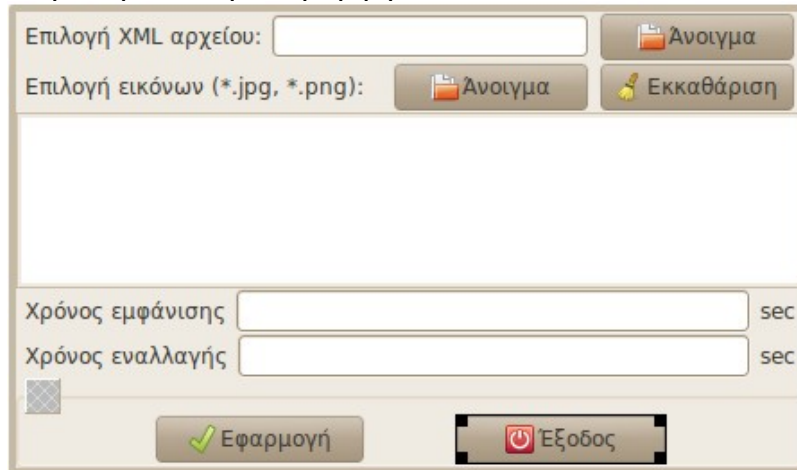 Επιλογή XML αρχείου: Άνοιγμα
Επιλογή εικόνων (*.jpg, *.png): Άνοιγμα Εκκαθάριση
Χρόνος εμφάνισης sec
Χρόνος εναλλαγής sec
Εφαρμογή Έξοδος